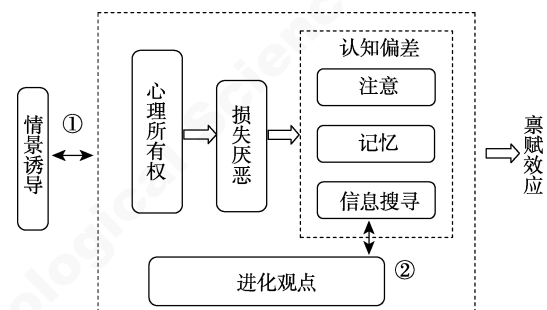 情景诱导
①
心理所有权
损失厌恶
认知偏差
注意
记忆
信息搜寻
禀赋效应
进化观点
②